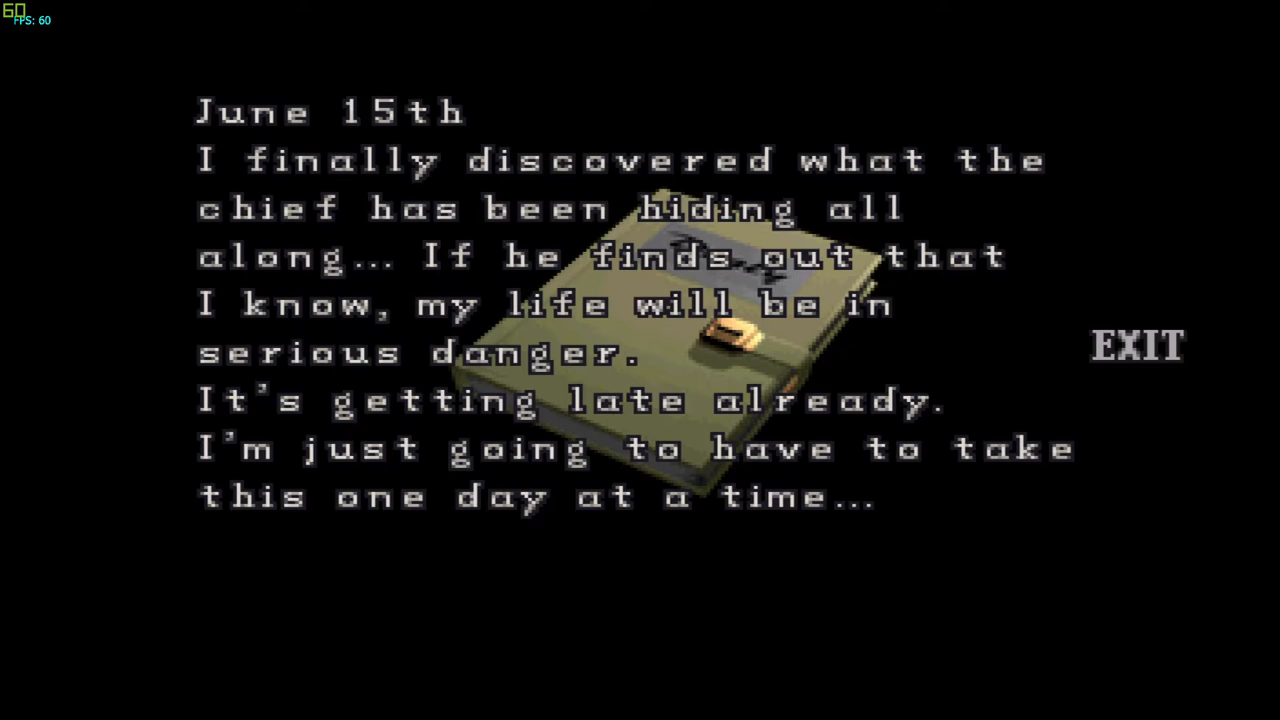 60
FPS: 60
June 15th
I finally discovered what the
chief has been hiding all
along... If he finds out that
I know, my life will be in
serious danger.
It's getting late already.
I'm just going to have to take
this one day at a time...
EXIT
Diary